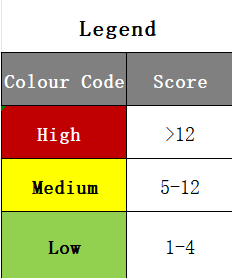 Legend
Colour Code Score
High >12
Medium 5-12
Low 1-4